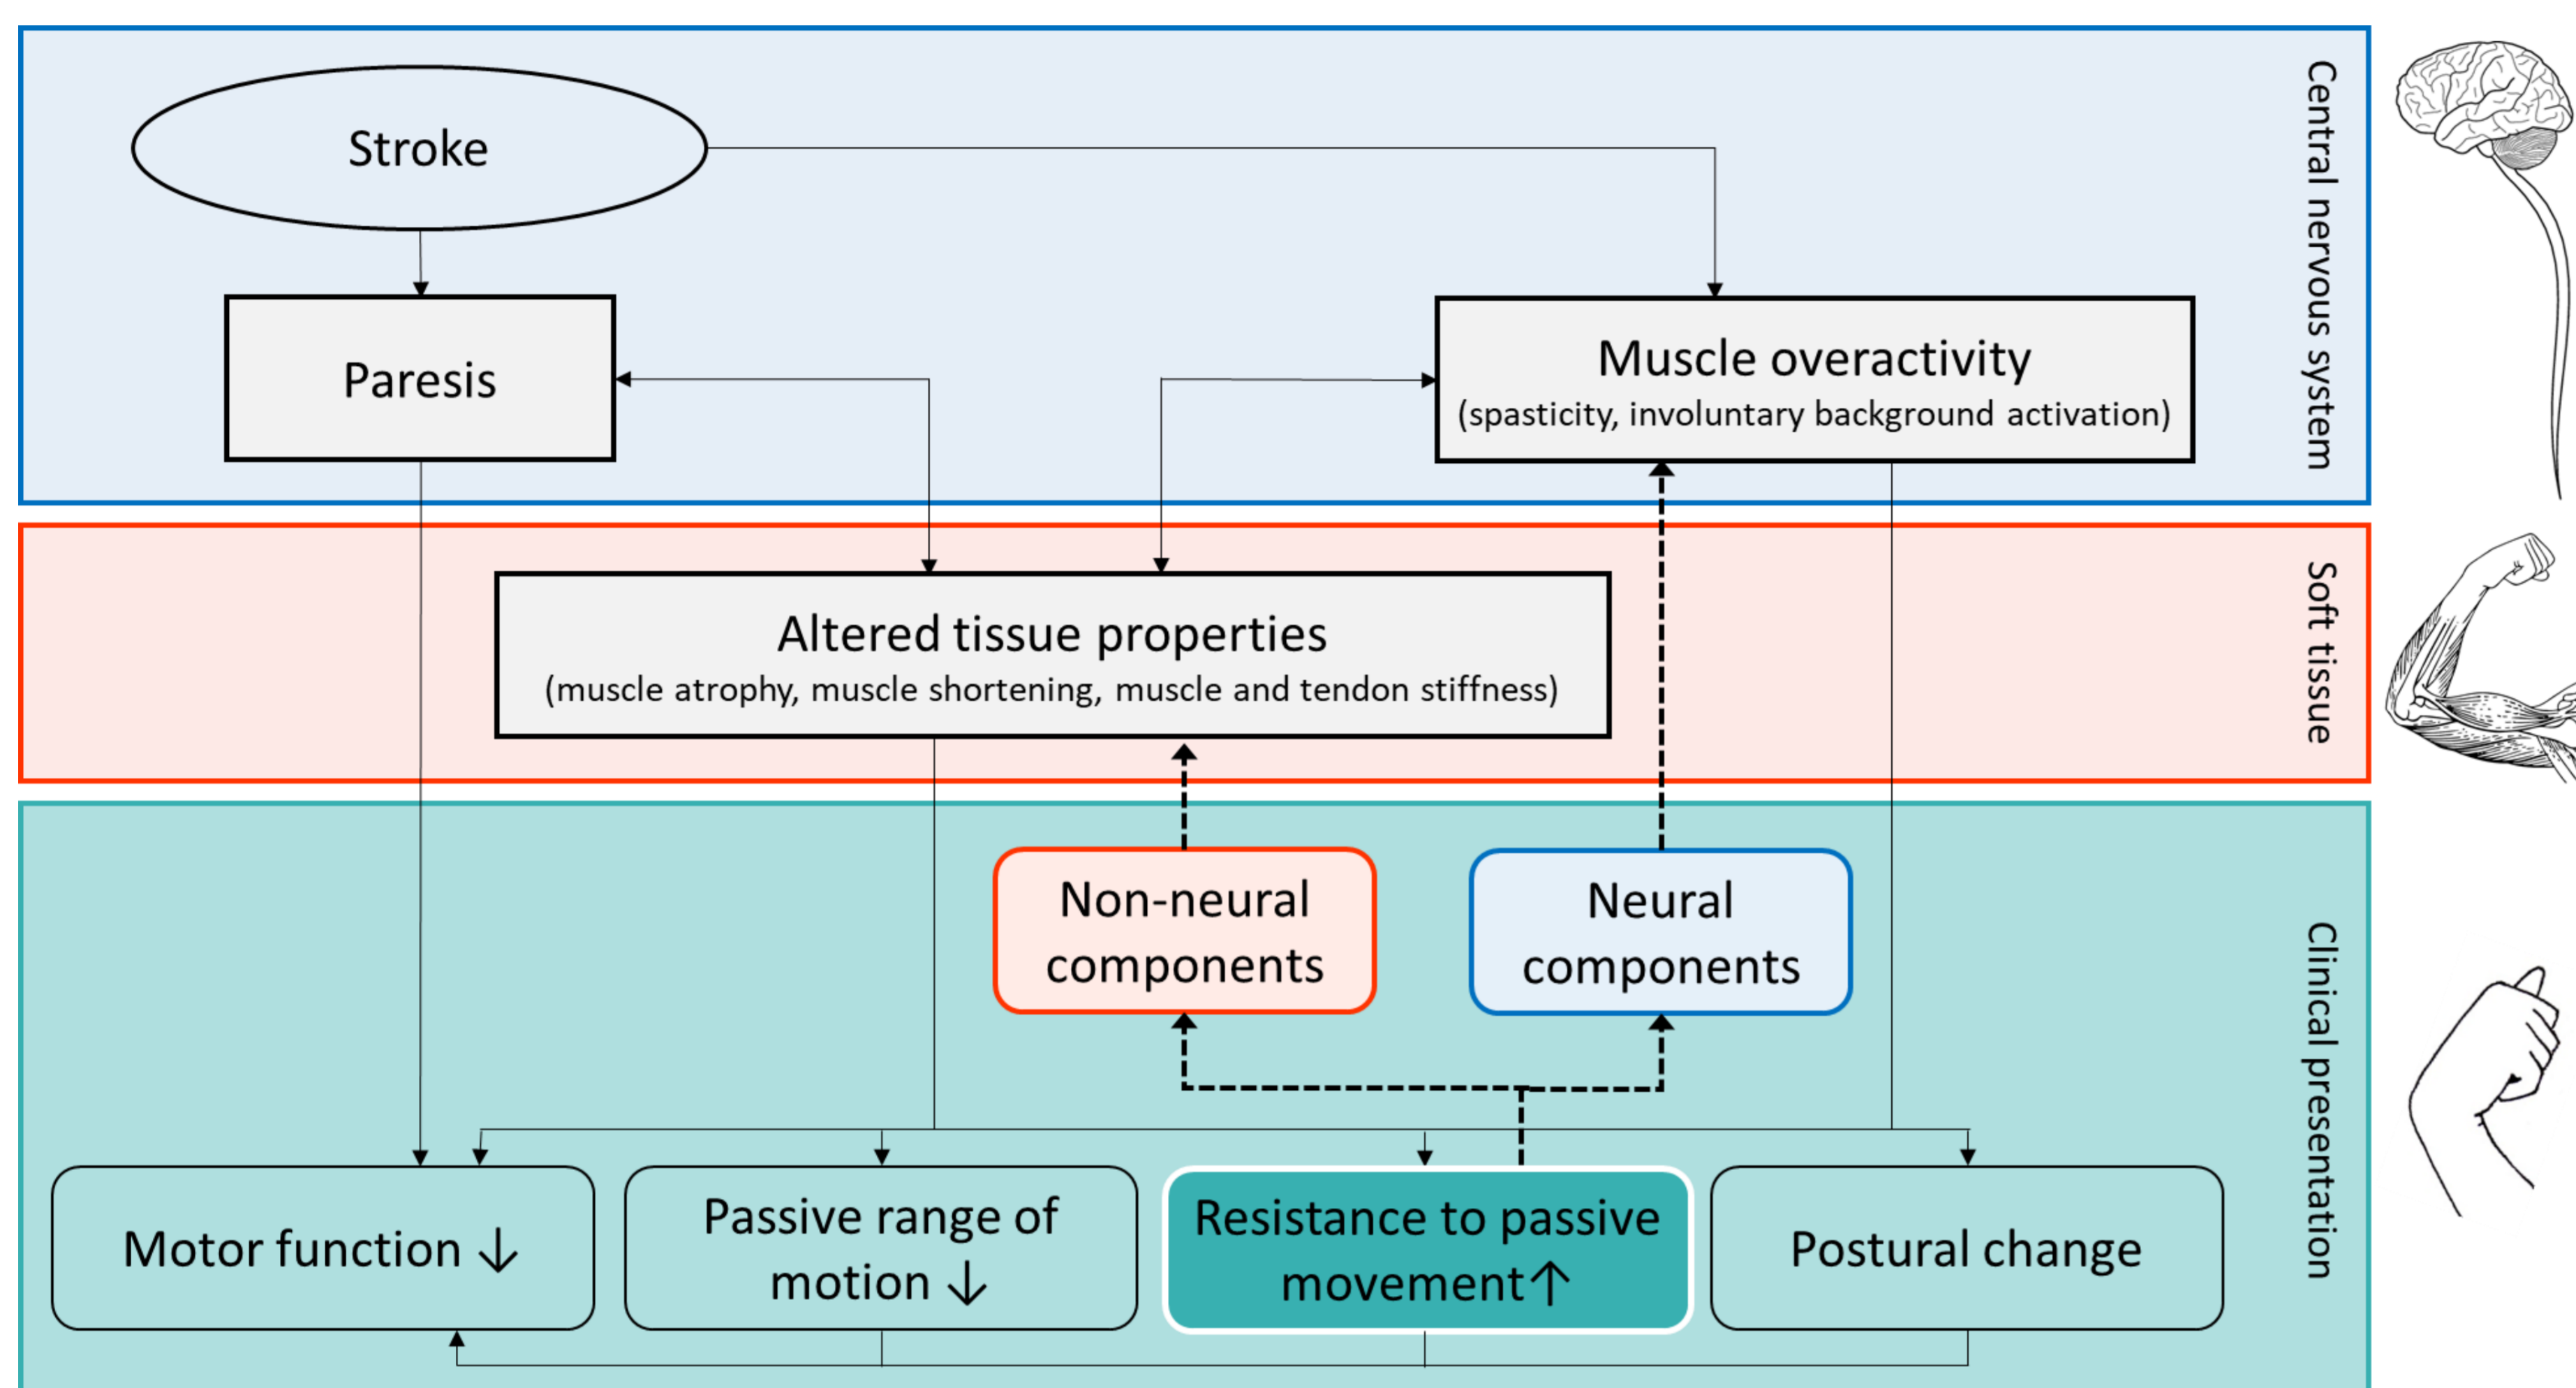 Stroke
Central nervous system
Paresis
Muscle overactivity
(spasticity, involuntary background activation)
Altered tissue properties
(muscle atrophy, muscle shortening, muscle and tendon stiffness)
Soft tissue
Non-neural
components
Neural
components
Clinical presentation
Motor function ↓
Passive range of
motion ↓
Resistance to passive
movement↑
Postural change